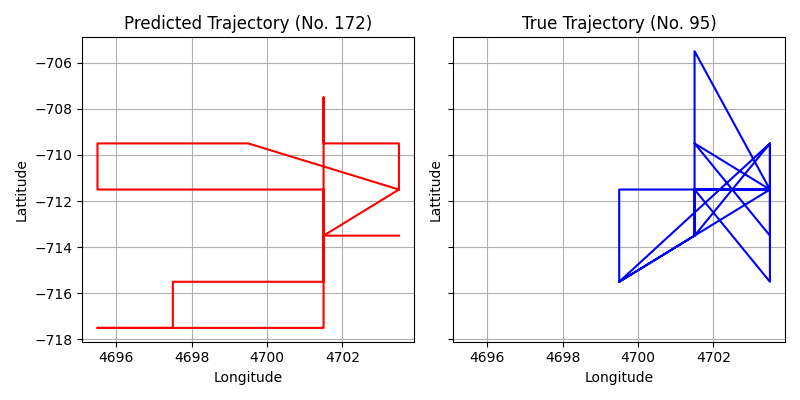 Predicted Trajectory (No. 172)
True Trajectory (No. 95)
Lattitude
−706
−708
−710
−712
−714
−716
−718
4696
4698
4700
4702
Longitude
Lattitude
4696
4698
4700
4702
Longitude